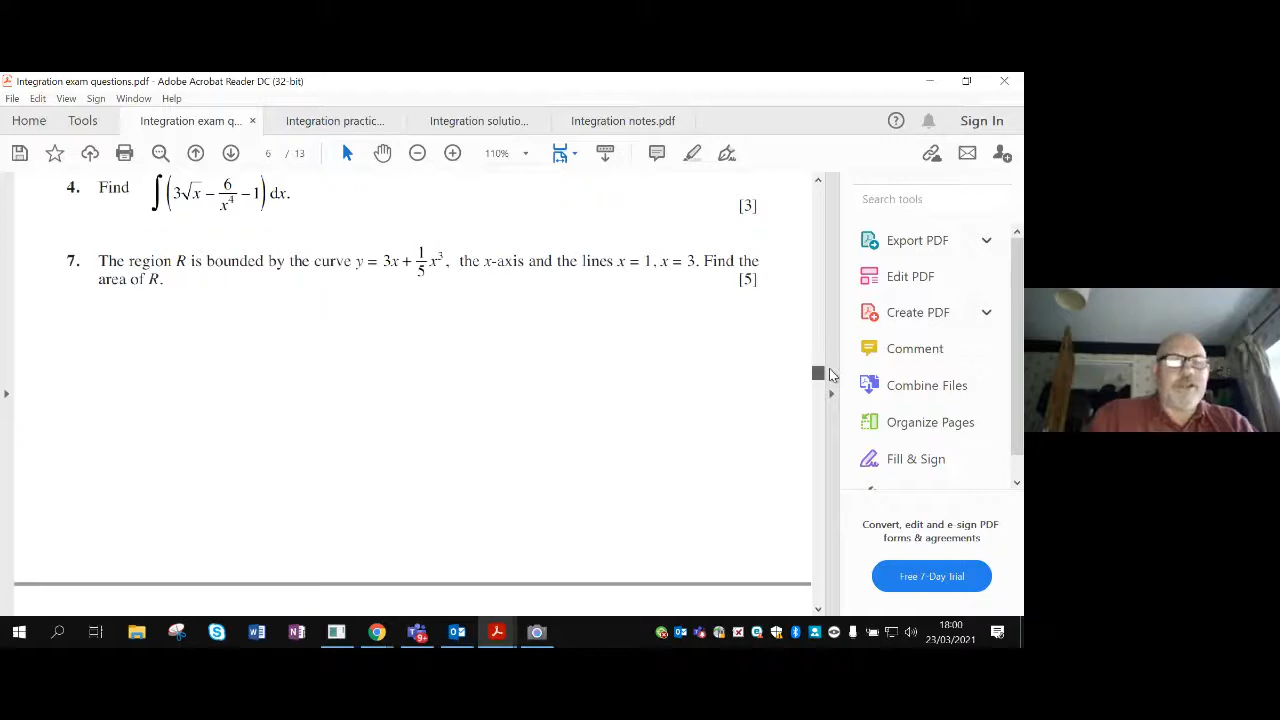 Integration exam questions.pdf - Adobe Acrobat Reader DC (32-bit)
File Edit View Sign Window Help
Home Tools Integration exam q... × Integration practic... Integration solutio... Integration notes.pdf Sign In
6 / 13 110%
4. Find ∫(3√x − 6/x⁴ − 1) dx.
[3]
7. The region R is bounded by the curve y = 3x + 1/5 x³, the x-axis and the lines x = 1, x = 3. Find the
area of R. [5]
Search tools
Export PDF
Edit PDF
Create PDF
Comment
Combine Files
Organize Pages
Fill & Sign
Convert, edit and e-sign PDF
forms & agreements
Free 7-Day Trial
9+
18:00
23/03/2021